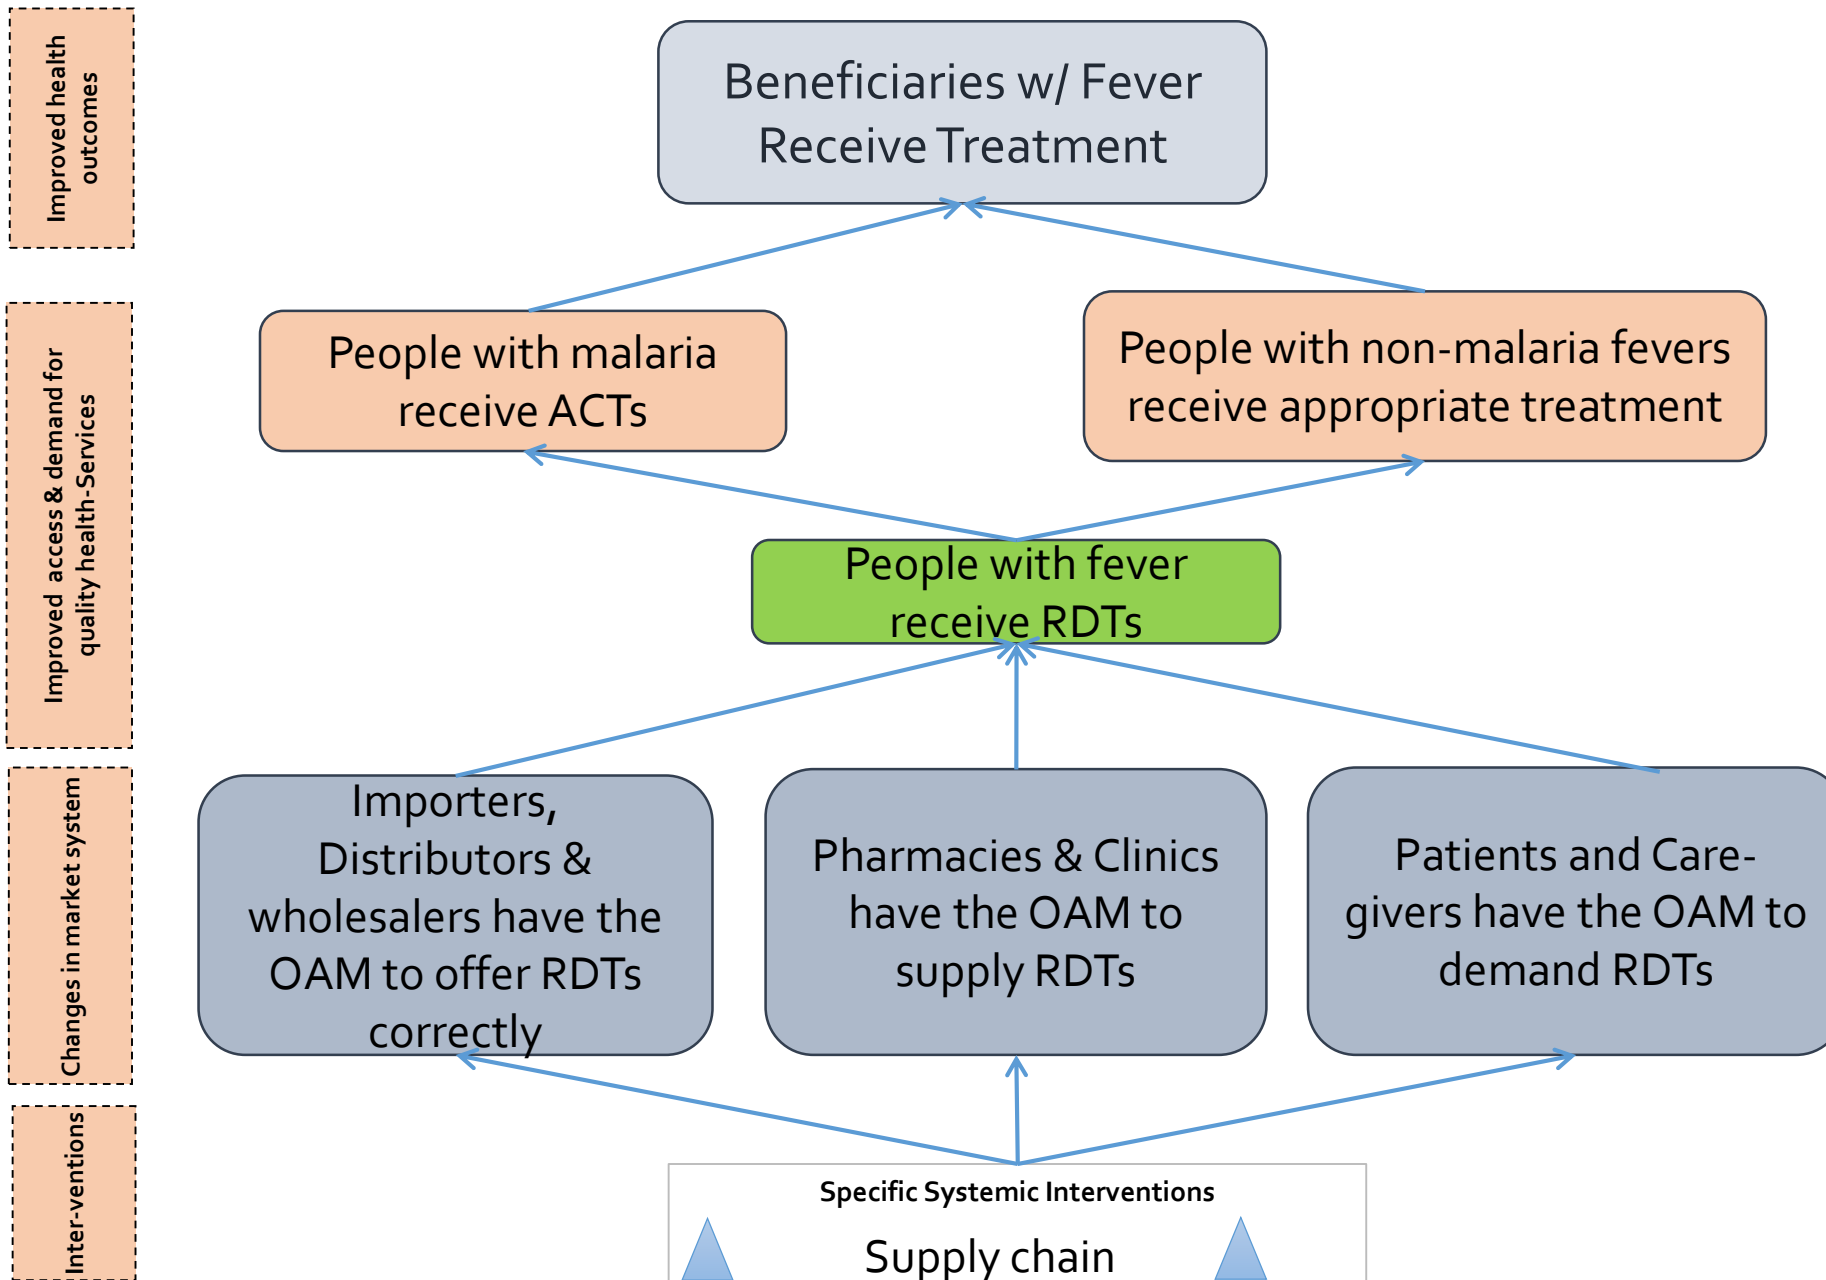 Improved health
outcomes
Beneficiaries w/ Fever
Receive Treatment
Improved access & demand for
quality health-Services
People with malaria
receive ACTs
People with non-malaria fevers
receive appropriate treatment
People with fever
receive RDTs
Changes in market system
Importers,
Distributors &
wholesalers have the
OAM to offer RDTs
correctly
Pharmacies & Clinics
have the OAM to
supply RDTs
Patients and Care-
givers have the OAM to
demand RDTs
Inter-ventions
Specific Systemic Interventions
Supply chain